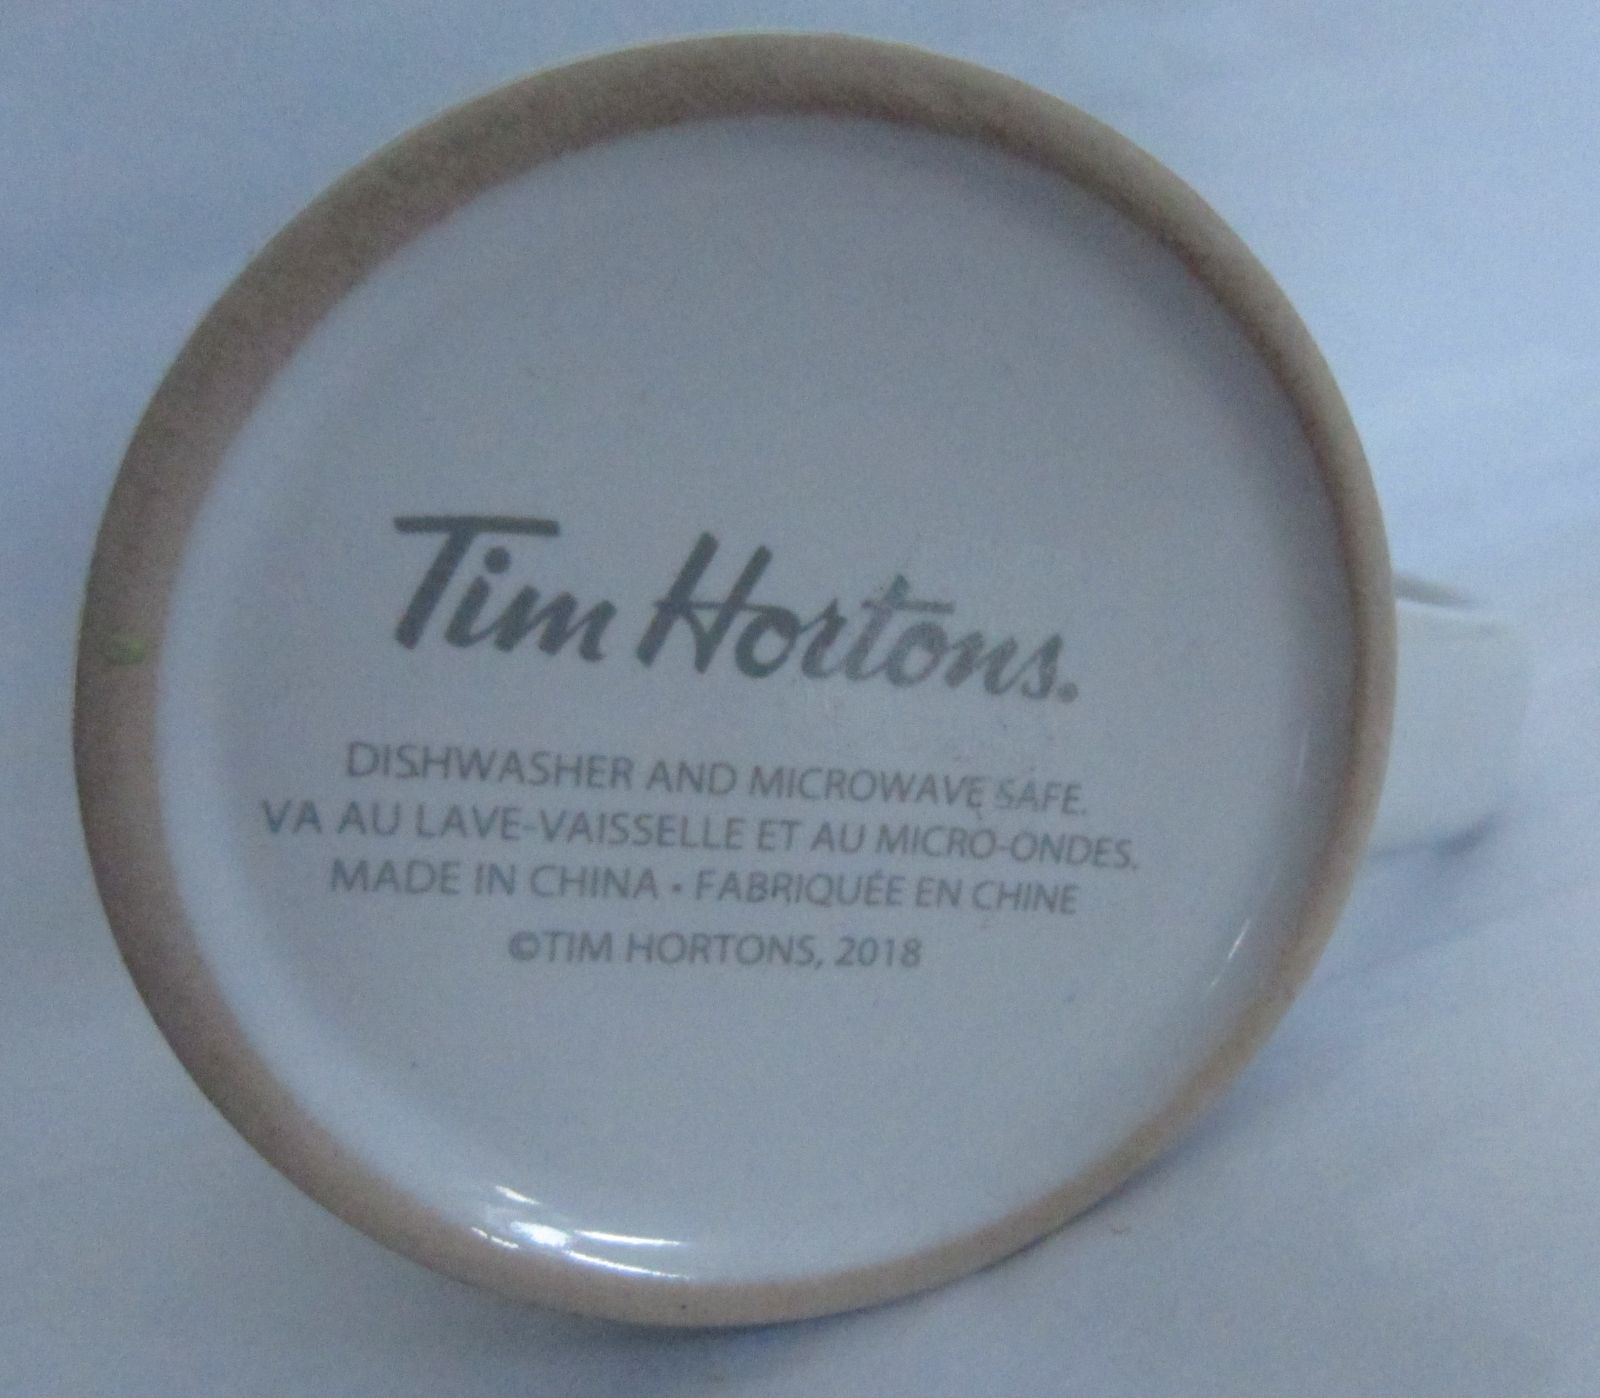 Tim Hortons.
DISHWASHER AND MICROWAVE SAFE.
VA AU LAVE-VAISSELLE ET AU MICRO-ONDES.
MADE IN CHINA • FABRIQUÉE EN CHINE
©TIM HORTONS, 2018